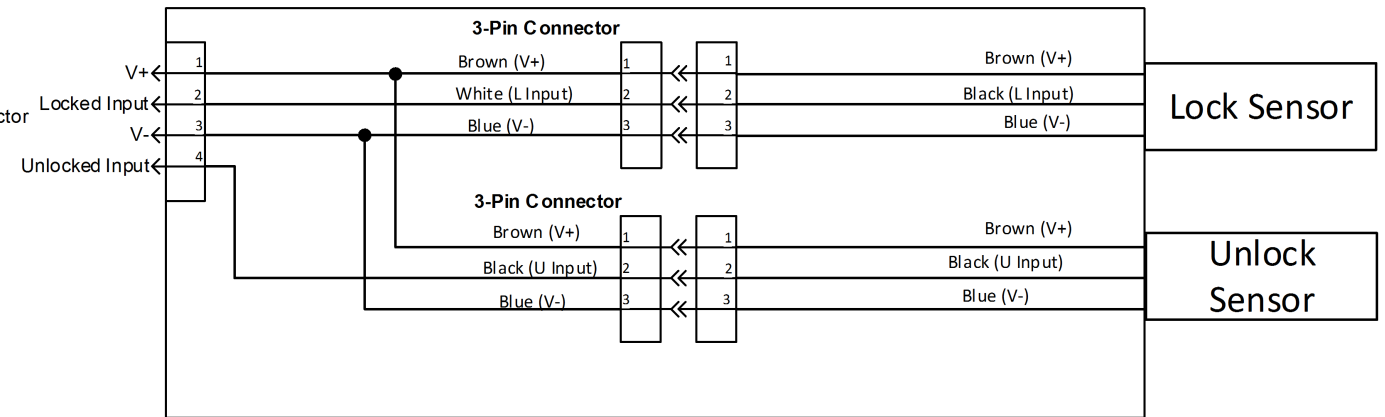 3-Pin Connector
V+
1
Brown (V+)
1
1
Brown (V+)
Locked Input
2
White (L Input)
2
2
Black (L Input)
Lock Sensor
ctor
V-
3
Blue (V-)
3
3
Blue (V-)
Unlocked Input
4
3-Pin Connector
Brown (V+)
1
1
Brown (V+)
Black (U Input)
2
2
Black (U Input)
Unlock
Sensor
Blue (V-)
3
3
Blue (V-)